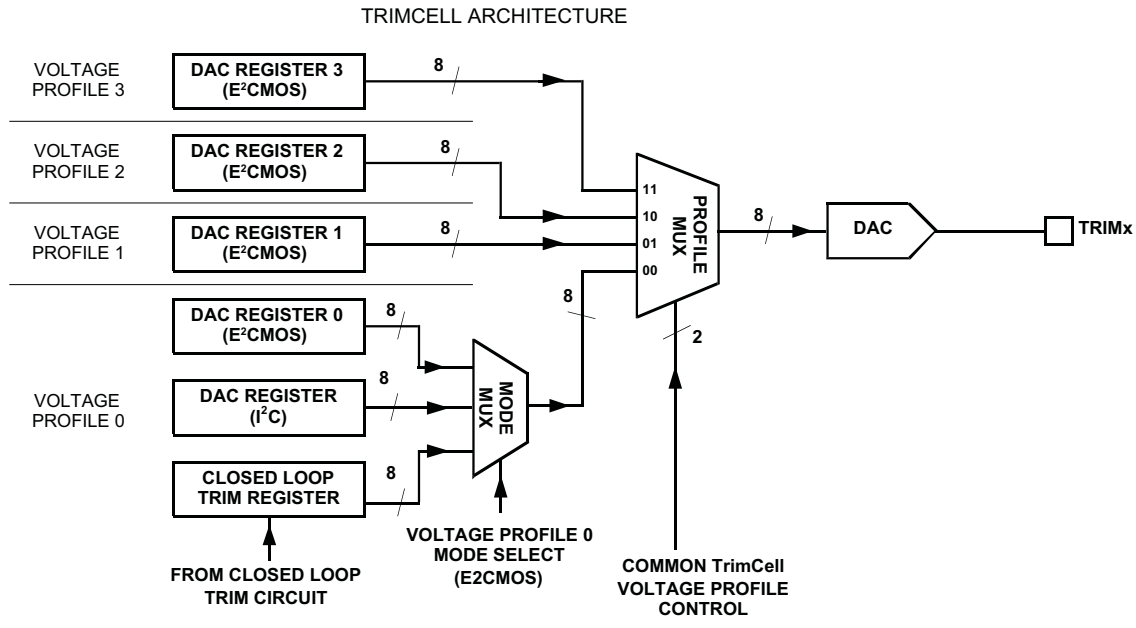 TRIMCELL ARCHITECTURE
VOLTAGE
PROFILE 3
DAC REGISTER 3
(E²CMOS)
8
VOLTAGE
PROFILE 2
DAC REGISTER 2
(E²CMOS)
8
VOLTAGE
PROFILE 1
DAC REGISTER 1
(E²CMOS)
8
11
10
01
00
PROFILE
MUX
8
DAC
TRIMx
VOLTAGE
PROFILE 0
DAC REGISTER 0
(E²CMOS)
8
DAC REGISTER
(I²C)
8
CLOSED LOOP
TRIM REGISTER
8
MODE
MUX
8
2
FROM CLOSED LOOP
TRIM CIRCUIT
VOLTAGE PROFILE 0
MODE SELECT
(E2CMOS)
COMMON TrimCell
VOLTAGE PROFILE
CONTROL